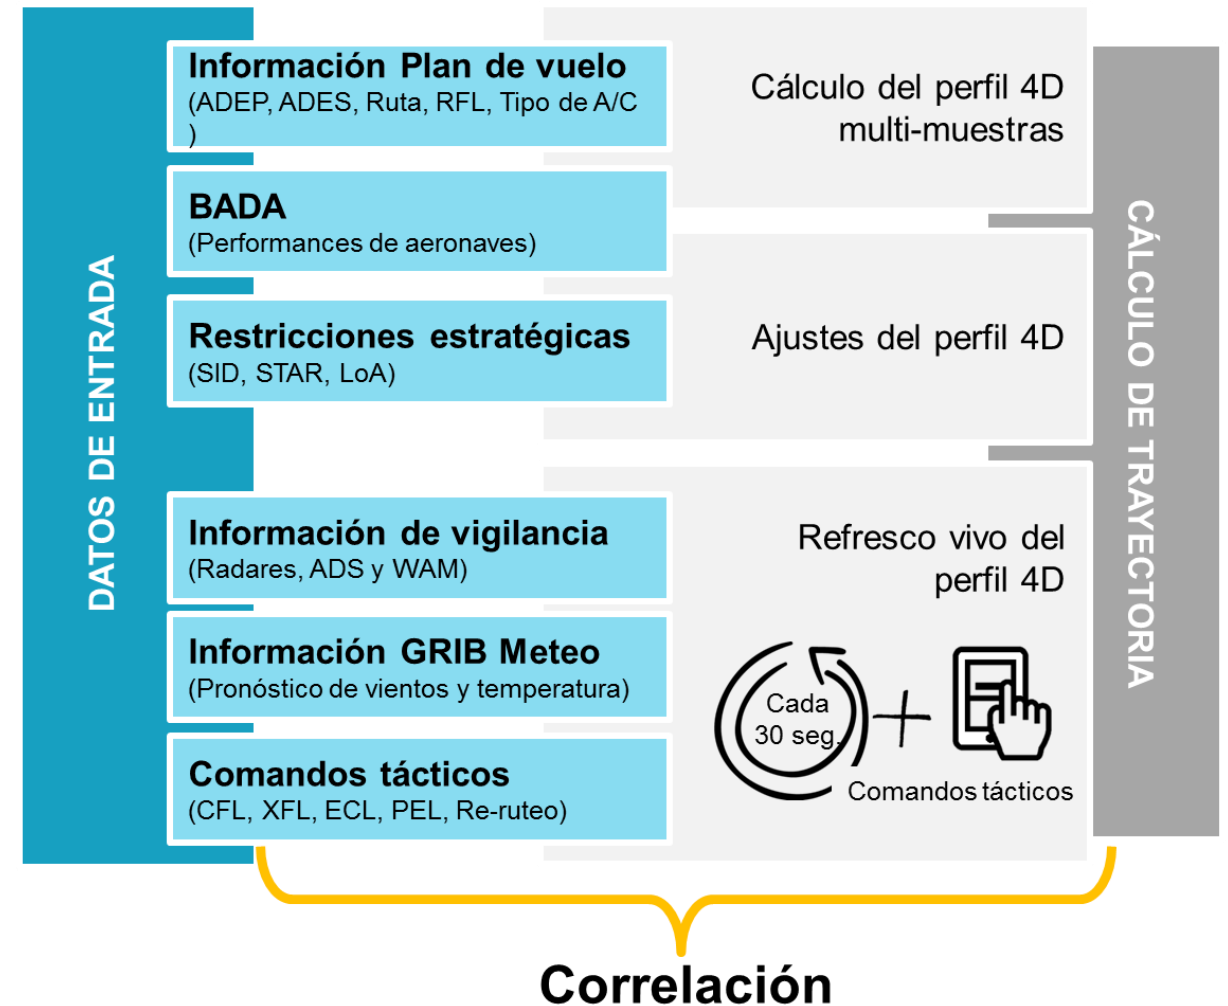 DATOS DE ENTRADA
Información Plan de vuelo
(ADEP, ADES, Ruta, RFL, Tipo de A/C
)
BADA
(Performances de aeronaves)
Restricciones estratégicas
(SID, STAR, LoA)
Información de vigilancia
(Radares, ADS y WAM)
Información GRIB Meteo
(Pronóstico de vientos y temperatura)
Comandos tácticos
(CFL, XFL, ECL, PEL, Re-ruteo)
Cálculo del perfil 4D
multi-muestras
Ajustes del perfil 4D
Refresco vivo del
perfil 4D
Cada
30 seg.
Comandos tácticos
CÁLCULO DE TRAYECTORIA
Correlación